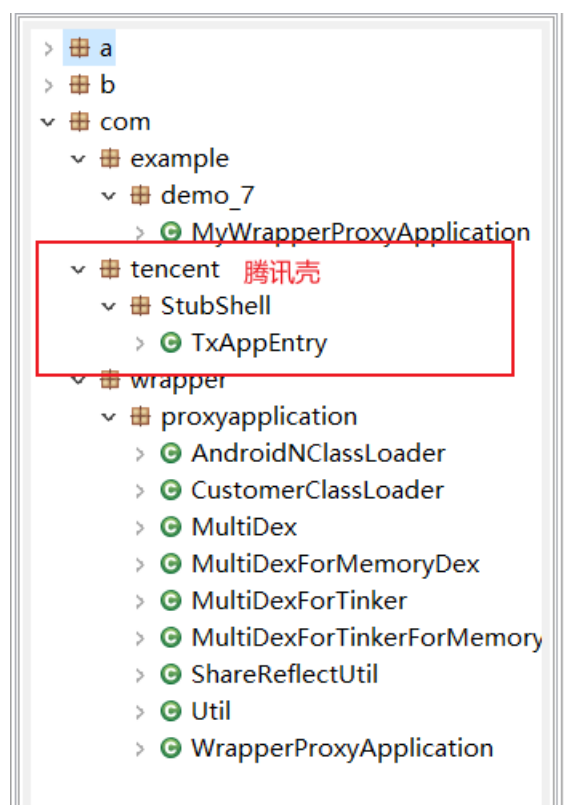 a
b
com
example
demo_7
MyWrapperProxyApplication
tencent 腾讯壳
StubShell
TxAppEntry
wrapper
proxyapplication
AndroidNClassLoader
CustomerClassLoader
MultiDex
MultiDexForMemoryDex
MultiDexForTinker
MultiDexForTinkerForMemory
ShareReflectUtil
Util
WrapperProxyApplication